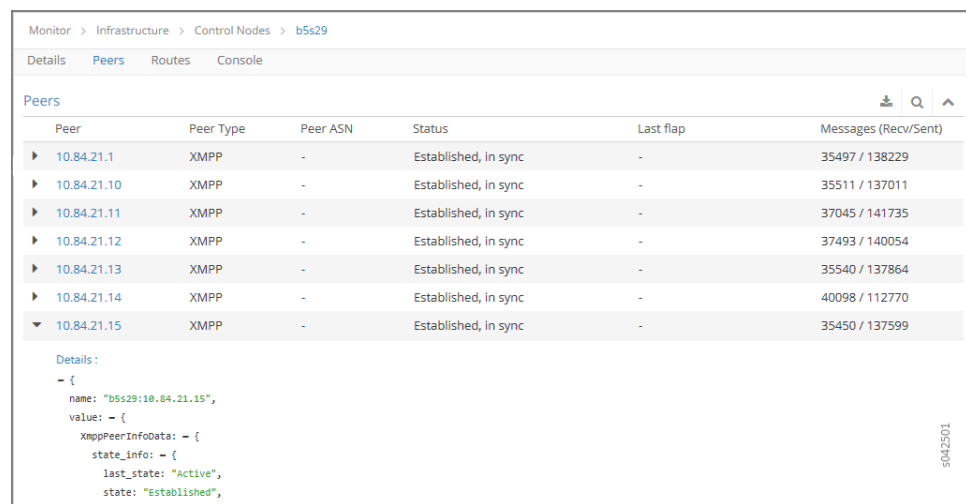 Monitor > Infrastructure > Control Nodes > b5s29
Details Peers Routes Console
Peers
Peer Peer Type Peer ASN Status Last flap Messages (Recv/Sent)
10.84.21.1 XMPP - Established, in sync - 35497 / 138229
10.84.21.10 XMPP - Established, in sync - 35511 / 137011
10.84.21.11 XMPP - Established, in sync - 37045 / 141735
10.84.21.12 XMPP - Established, in sync - 37493 / 140054
10.84.21.13 XMPP - Established, in sync - 35540 / 137864
10.84.21.14 XMPP - Established, in sync - 40098 / 112770
10.84.21.15 XMPP - Established, in sync - 35450 / 137599
Details :
- {
name: "b5s29:10.84.21.15",
value: - {
XmppPeerInfoData: - {
state_info: - {
last_state: "Active",
state: "Established",
s042501